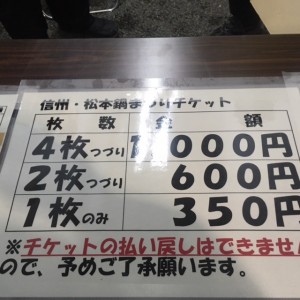 信州・松本鍋まつりチケット
枚数 金額
4枚つづり 1,000円
2枚つづり 600円
1枚のみ 350円
※チケットの払い戻しはできませ
ので、予めご了承願います。